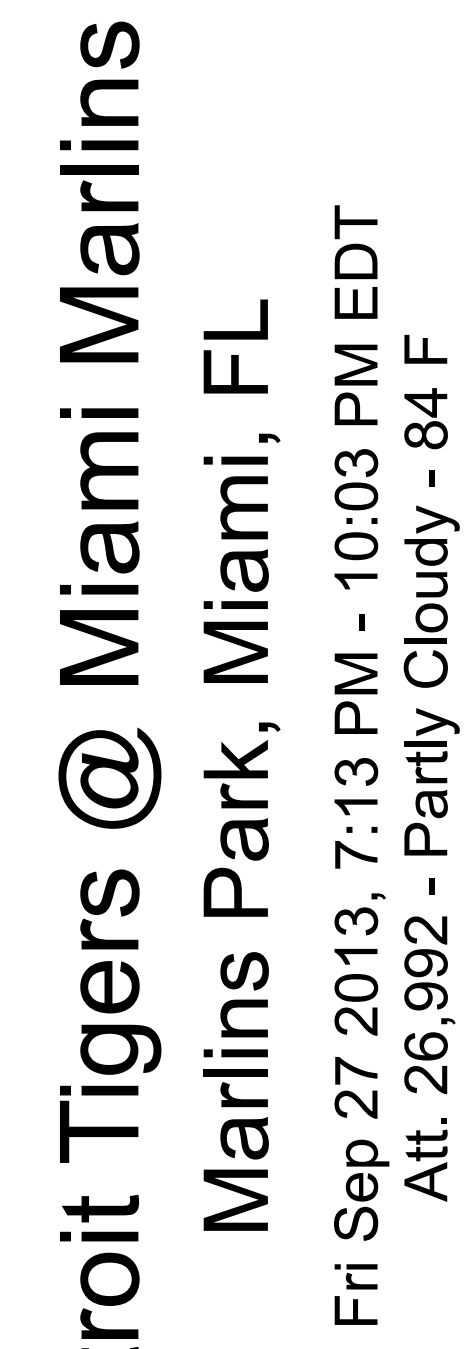 troit Tigers @ Miami Marlins
Marlins Park, Miami, FL
Fri Sep 27 2013, 7:13 PM - 10:03 PM EDT
Att. 26,992 - Partly Cloudy - 84 F